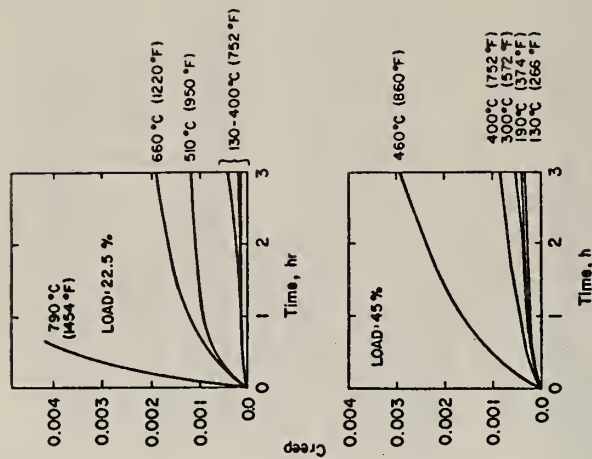 0.004
0.003
0.002
0.001
0.0
790 °C
(1454 °F)
LOAD: 22.5 %
660 °C (1220 °F)
510 °C (950 °F)
130-400 °C (752 °F)
0 1 2 3
Time, hr
Creep
0.004
0.003
0.002
0.001
0.0
LOAD: 45 %
460 °C (860 °F)
400 °C (752 °F)
300 °C (572 °F)
190 °C (374 °F)
130 °C (266 °F)
0 1 2 3
Time, h